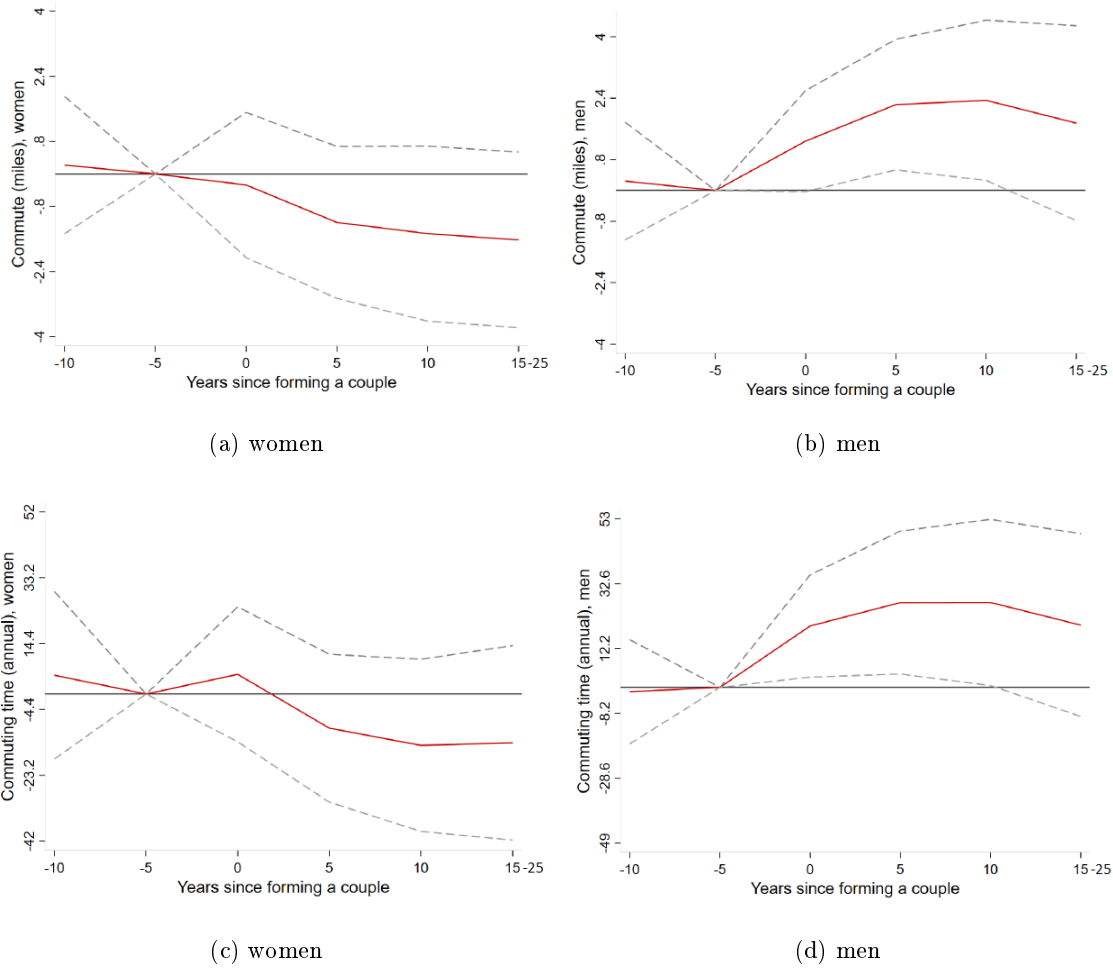 Commute (miles), women
4
2.4
.8
-.8
-2.4
-4
-10 -5 0 5 10 15-25
Years since forming a couple
(a) women
Commute (miles), men
4
2.4
.8
-.8
-2.4
-4
-10 -5 0 5 10 15-25
Years since forming a couple
(b) men
Commuting time (annual), women
52
33.2
14.4
-4.4
-23.2
-42
-10 -5 0 5 10 15-25
Years since forming a couple
(c) women
Commuting time (annual), men
53
32.6
12.2
-8.2
-28.6
-49
-10 -5 0 5 10 15-25
Years since forming a couple
(d) men